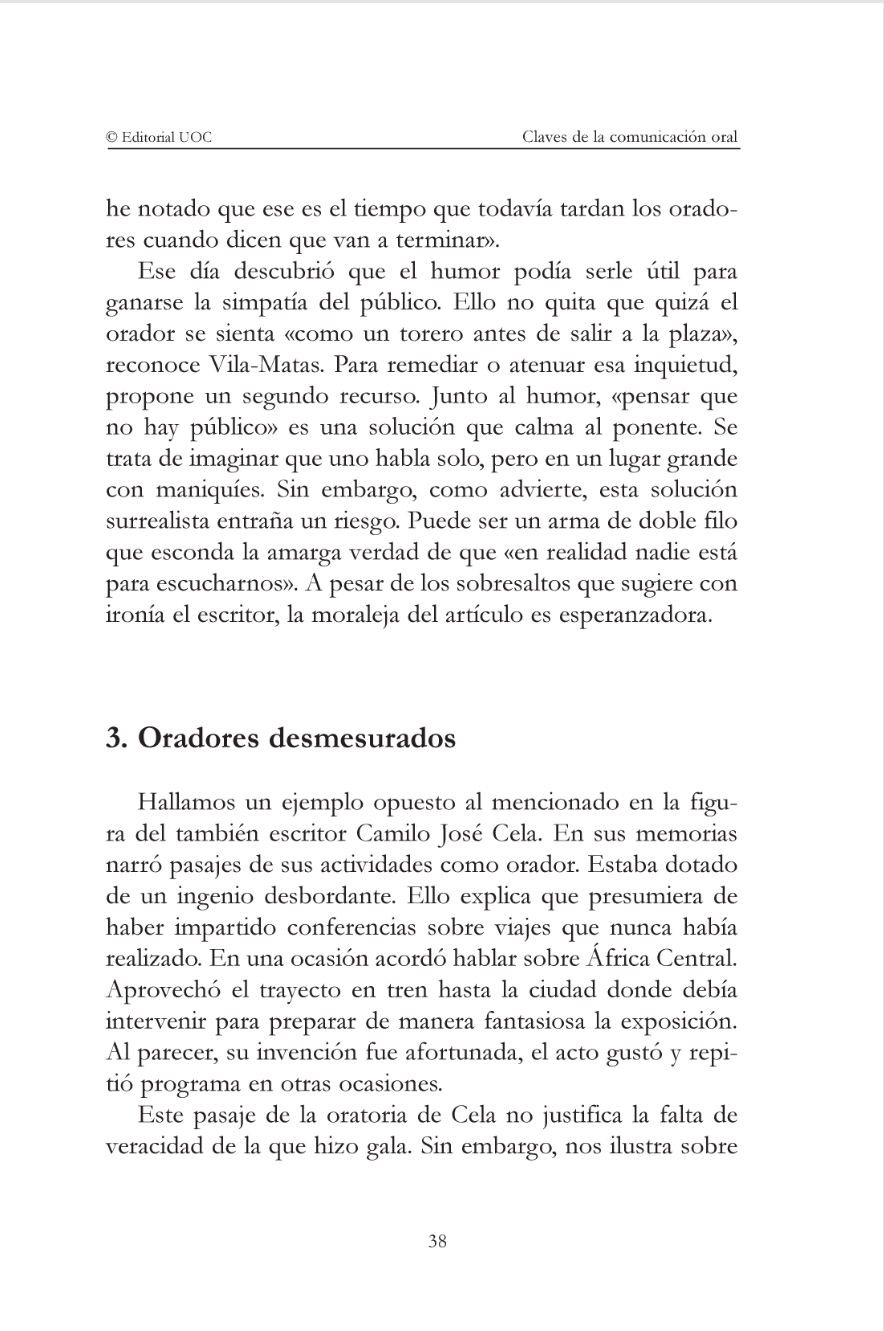 © Editorial UOC
Claves de la comunicación oral
he notado que ese es el tiempo que todavía tardan los orado-
res cuando dicen que van a terminar».
Ese día descubrió que el humor podía serle útil para
ganarse la simpatía del público. Ello no quita que quizá el
orador se sienta «como un torero antes de salir a la plaza»,
reconoce Vila-Matas. Para remediar o atenuar esa inquietud,
propone un segundo recurso. Junto al humor, «pensar que
no hay público» es una solución que calma al ponente. Se
trata de imaginar que uno habla solo, pero en un lugar grande
con maniquíes. Sin embargo, como advierte, esta solución
surrealista entraña un riesgo. Puede ser un arma de doble filo
que esconda la amarga verdad de que «en realidad nadie está
para escucharnos». A pesar de los sobresaltos que sugiere con
ironía el escritor, la moraleja del artículo es esperanzadora.
3. Oradores desmesurados
Hallamos un ejemplo opuesto al mencionado en la figu-
ra del también escritor Camilo José Cela. En sus memorias
narró pasajes de sus actividades como orador. Estaba dotado
de un ingenio desbordante. Ello explica que presumiera de
haber impartido conferencias sobre viajes que nunca había
realizado. En una ocasión acordó hablar sobre África Central.
Aprovechó el trayecto en tren hasta la ciudad donde debía
intervenir para preparar de manera fantasiosa la exposición.
Al parecer, su invención fue afortunada, el acto gustó y repi-
tió programa en otras ocasiones.
Este pasaje de la oratoria de Cela no justifica la falta de
veracidad de la que hizo gala. Sin embargo, nos ilustra sobre
38